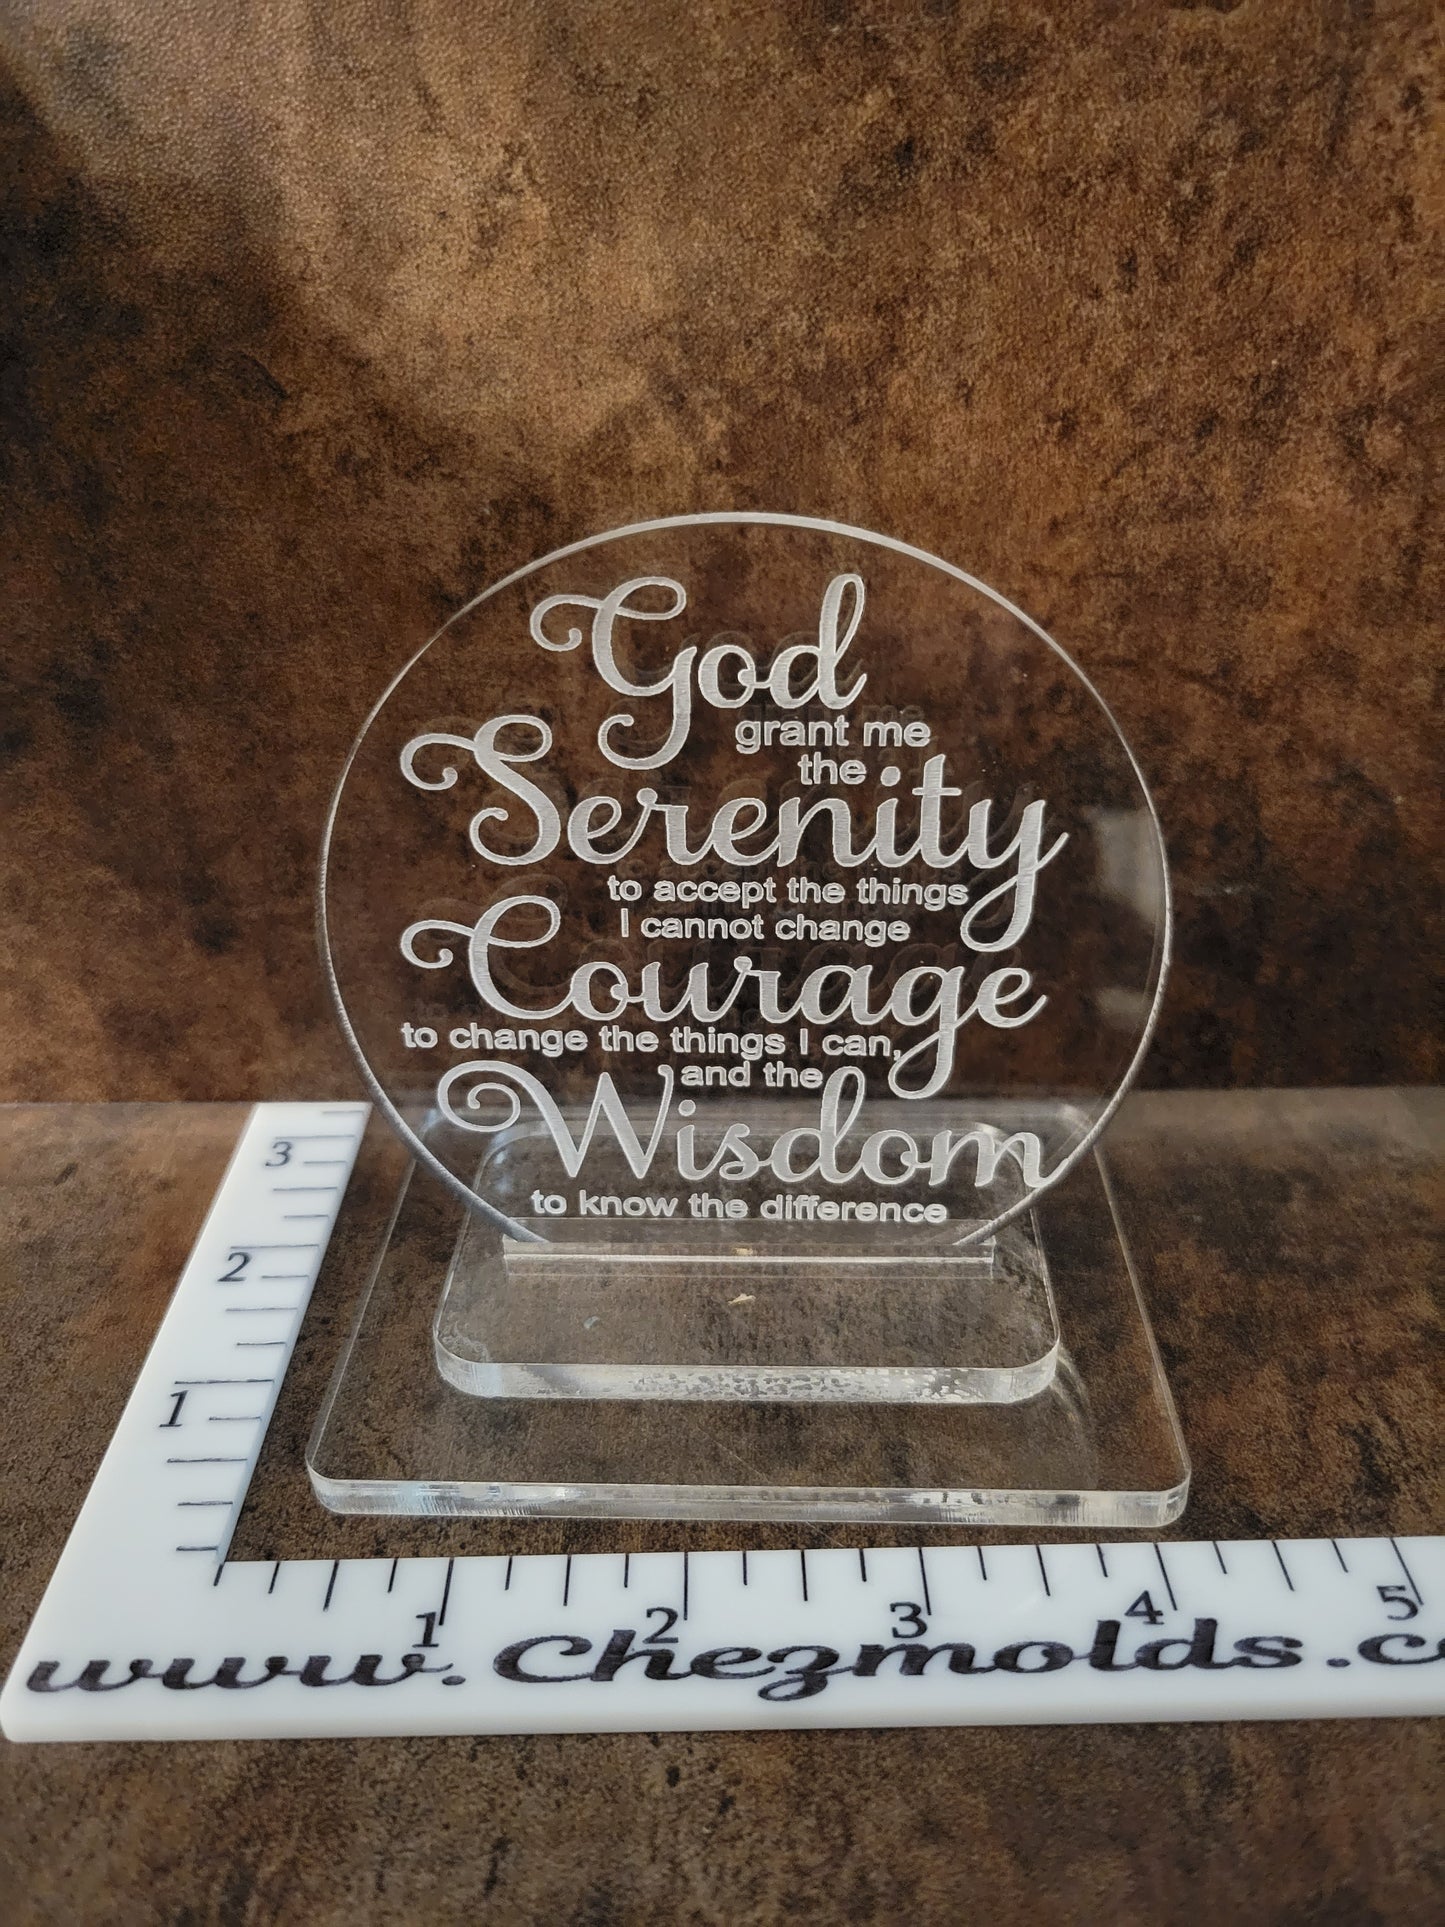 God
grant me
the
Serenity
to accept the things
I cannot change
Courage
to change the things I can,
and the
Wisdom
to know the difference
3
2
1
1 2 3 4 5
www.Chezmolds.c